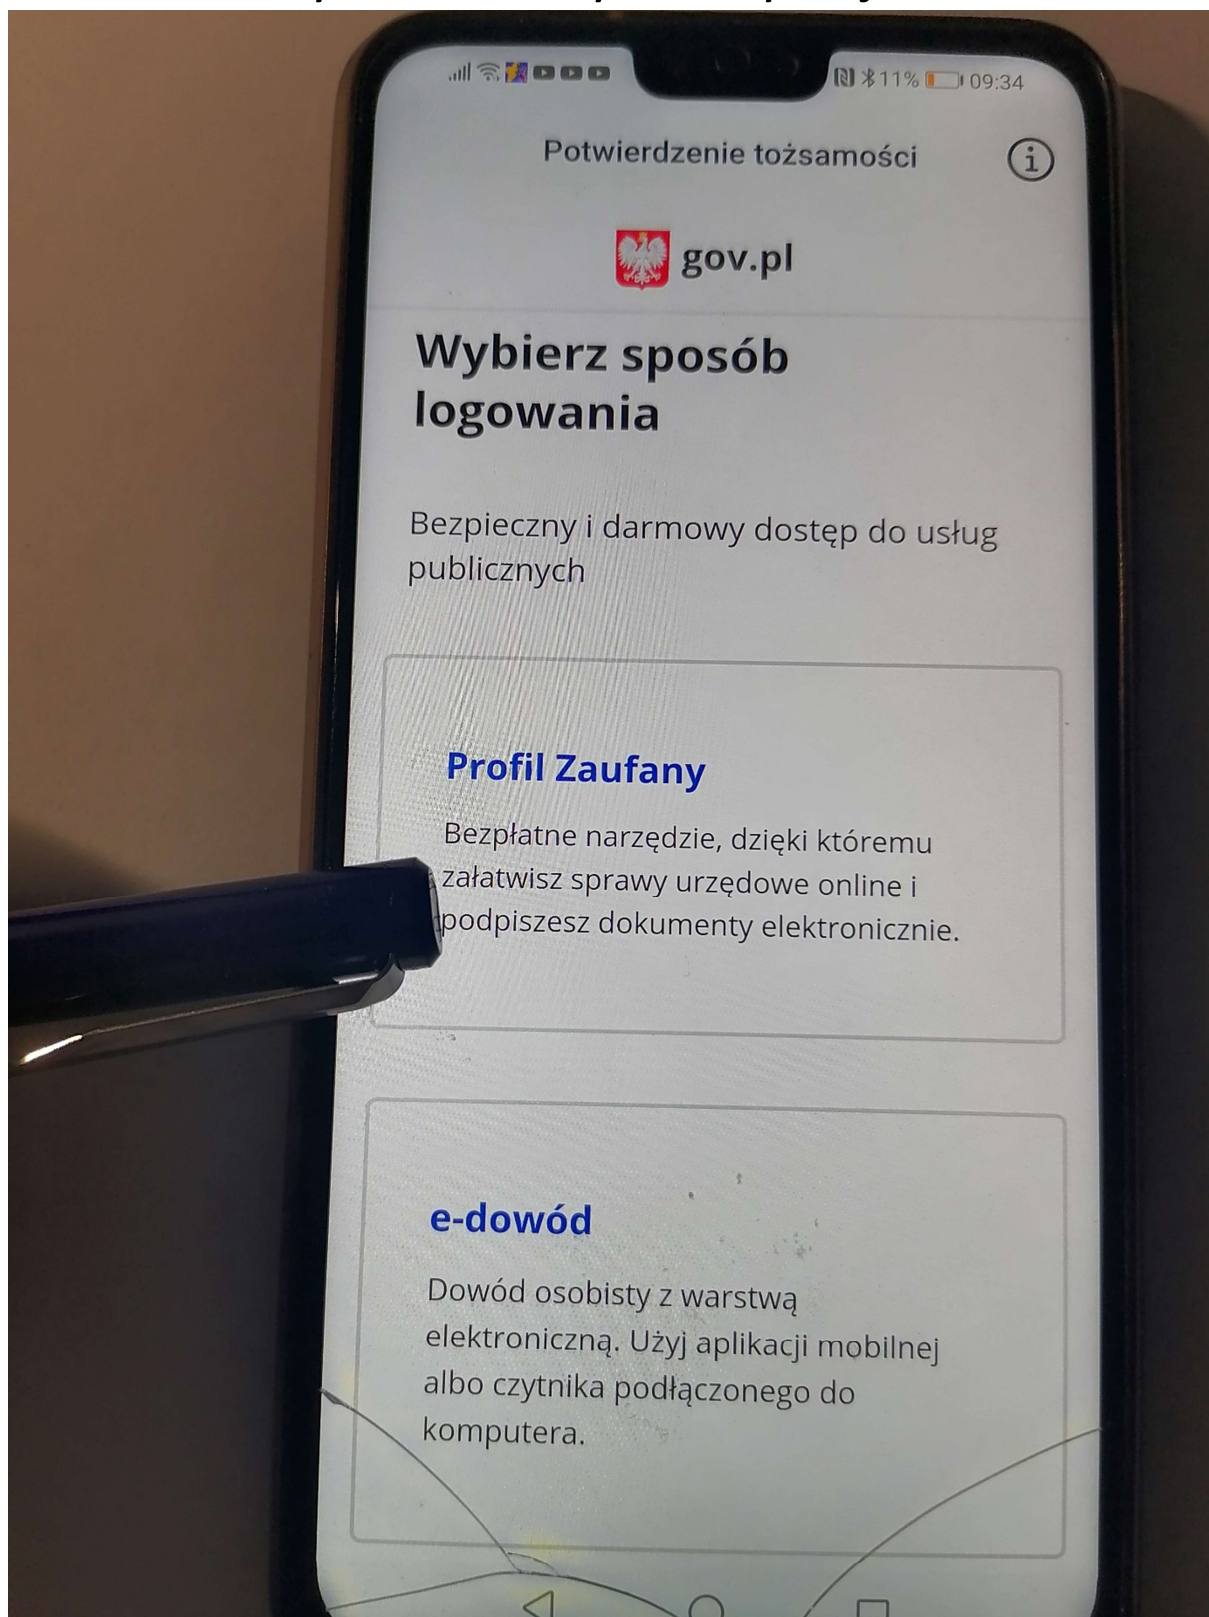 11% 09:34
Potwierdzenie tożsamości
gov.pl
Wybierz sposób
logowania
Bezpieczny i darmowy dostęp do usług
publicznych
Profil Zaufany
Bezpłatne narzędzie, dzięki któremu
załatwisz sprawy urzędowe online i
podpiszesz dokumenty elektronicznie.
e-dowód
Dowód osobisty z warstwą
elektroniczną. Użyj aplikacji mobilnej
albo czytnika podłączonego do
komputera.